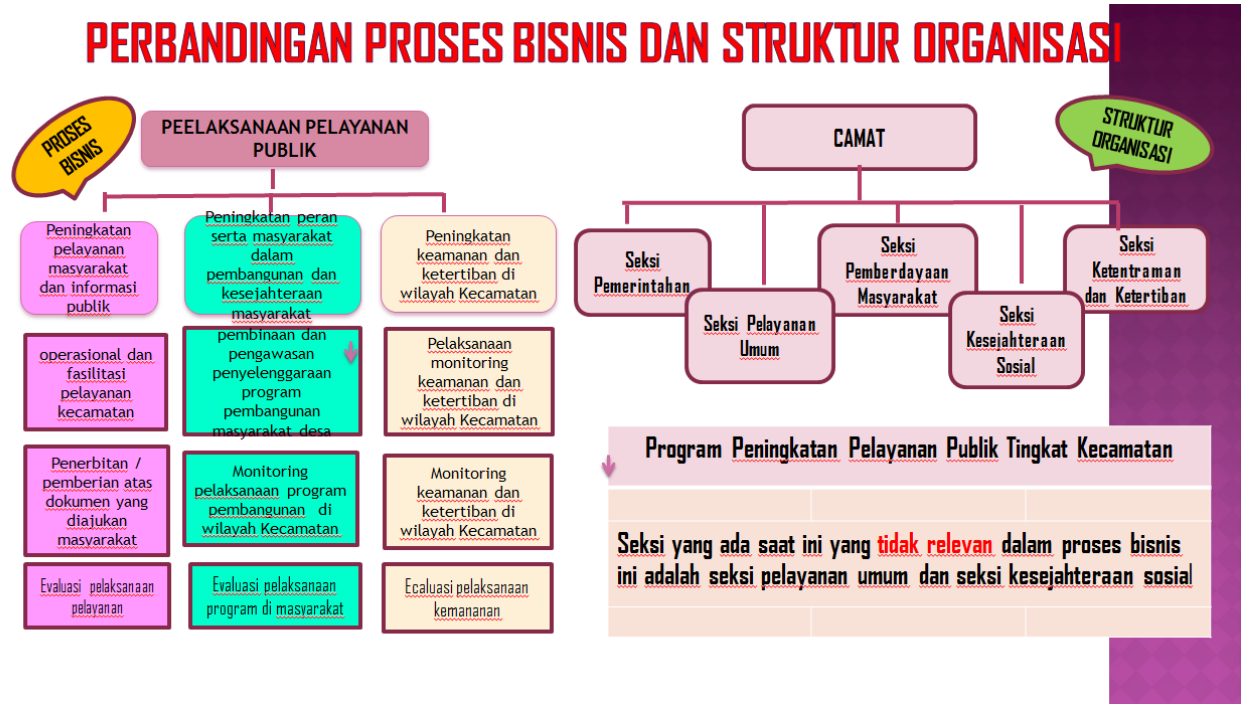 PERBANDINGAN PROSES BISNIS DAN STRUKTUR ORGANISASI
PROSES
BISNIS
PEELAKSANAAN PELAYANAN
PUBLIK
Peningkatan
pelayanan
masyarakat
dan informasi
publik
Peningkatan peran
serta masyarakat
dalam
pembangunan dan
kesejahteraan
masyarakat
Peningkatan
keamanan dan
ketertiban di
wilayah Kecamatan
operasional dan
fasilitasi
pelayanan
kecamatan
pembinaan dan
pengawasan
penyelenggaraan
program
pembangunan
masyarakat desa
Pelaksanaan
monitoring
keamanan dan
ketertiban di
wilayah Kecamatan
Penerbitan /
pemberian atas
dokumen yang
diajukan
masyarakat
Monitoring
pelaksanaan program
pembangunan di
wilayah Kecamatan
Monitoring
keamanan dan
ketertiban di
wilayah Kecamatan
Evaluasi pelaksanaan
pelayanan
Evaluasi pelaksanaan
program di masyarakat
Ecaluasi pelaksanaan
kemananan
STRUKTUR
ORGANISASI
CAMAT
Seksi
Pemerintahan
Seksi Pelayanan
Umum
Seksi
Pemberdayaan
Masyarakat
Seksi
Kesejahteraan
Sosial
Seksi
Ketentraman
dan Ketertiban
Program Peningkatan Pelayanan Publik Tingkat Kecamatan
Seksi yang ada saat ini yang tidak relevan dalam proses bisnis
ini adalah seksi pelayanan umum dan seksi kesejahteraan sosial